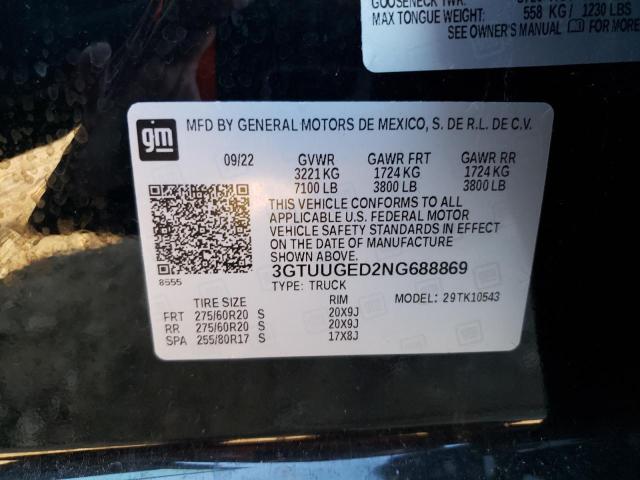 GOOSENECK TWR:
MAX TONGUE WEIGHT: 558 KG / 1230 LBS
SEE OWNER'S MANUAL FOR MORE
gm
MFD BY GENERAL MOTORS DE MEXICO, S. DE R.L. DE C.V.
09/22 GVWR GAWR FRT GAWR RR
3221 KG 1724 KG 1724 KG
7100 LB 3800 LB 3800 LB
THIS VEHICLE CONFORMS TO ALL
APPLICABLE U.S. FEDERAL MOTOR
VEHICLE SAFETY STANDARDS IN EFFECT
ON THE DATE OF MANUFACTURE
SHOWN ABOVE.
8555
3GTUUGED2NG688869
TYPE: TRUCK MODEL: 29TK10543
TIRE SIZE RIM
FRT 275/60R20 S 20X9J
RR 275/60R20 S 20X9J
SPA 255/80R17 S 17X8J